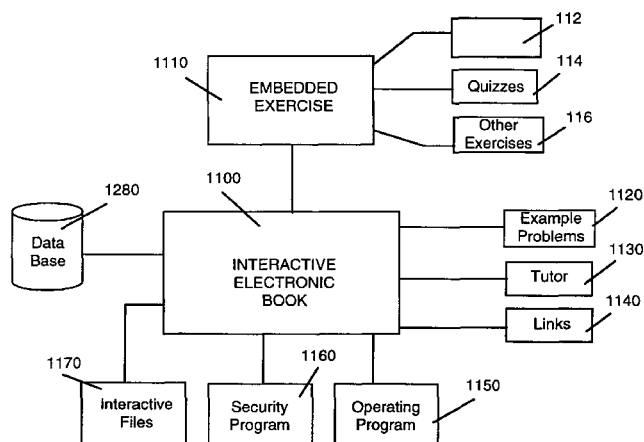 112
1110
EMBEDDED
EXERCISE
114
Quizzes
116
Other
Exercises
1100
1280
Data
Base
INTERACTIVE
ELECTRONIC
BOOK
1120
Example
Problems
1130
Tutor
1140
Links
1170
Interactive
Files
1160
Security
Program
Operating
Program
1150